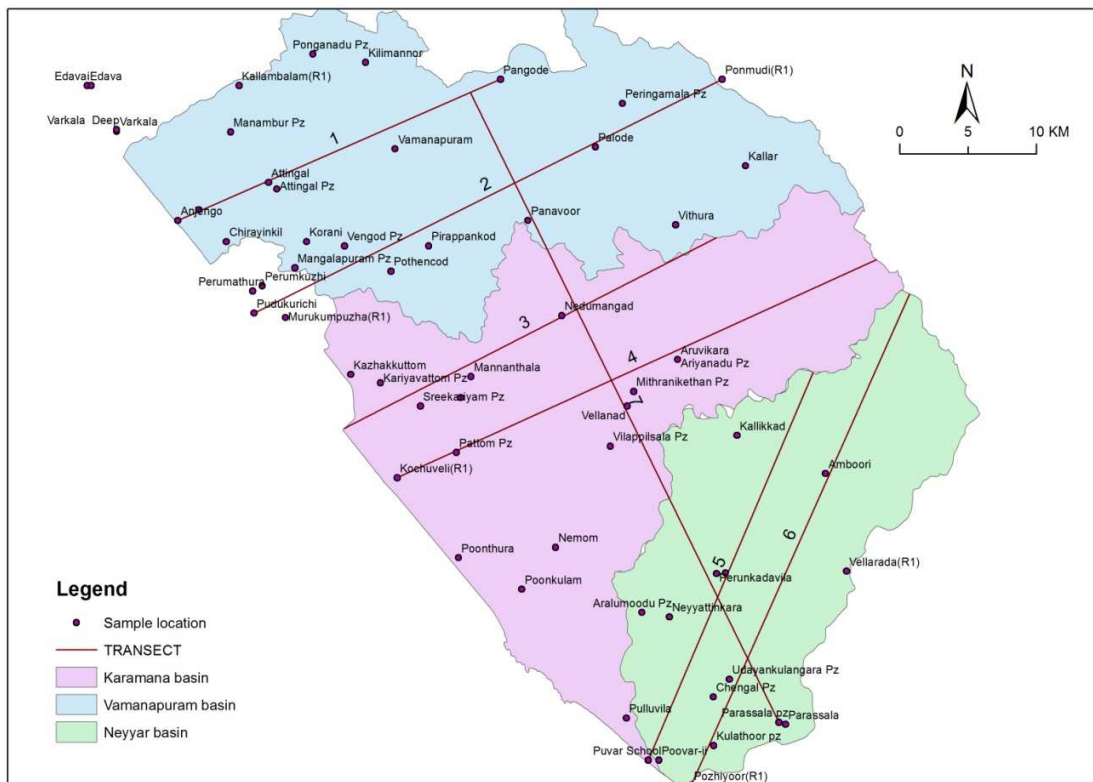 Ponganadu Pz
Kilimannor
EdavaiEdava
Kallambalam(R1)
Pangode
Ponmudi(R1)
N
Peringamala Pz
0 5 10 KM
Varkala Deep Varkala
Manambur Pz
1
Vamanapuram
Palode
Kallar
Attingal
Attingal Pz
2
Anjengo
Panavoor
Vithura
Chirayinkil
Korani
Vengod Pz
Pirappankod
Mangalapuram Pz
Pothencod
Perumathura
Perumkuzhi
Pudukurichi
Murukumpuzha(R1)
Nedumangad
3
4
Aruvikara
Ariyanadu Pz
Kazhakkuttom
Kariyavattom Pz
Mannanthala
Mithranikethan Pz
Sreekariyam Pz
7
Vellanad
Vilappilsala Pz
Kallikkad
Pattom Pz
Kochuveli(R1)
Amboori
6
Nemom
Poonthura
5
Perunkadavila
Vellarada(R1)
Poonkulam
Aralumoodu Pz
Neyyattinkara
Legend
Sample location
TRANSECT
Karamana basin
Vamanapuram basin
Neyyar basin
Udayankulangara Pz
Chengal Pz
Pulluvila
Parassala pz
Parassala
Kulathoor pz
Puvar School
Poovar-ii
Pozhiyoor(R1)